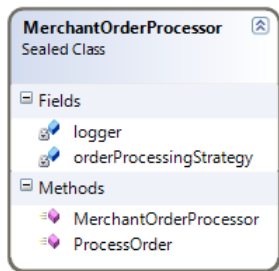 MerchantOrderProcessor
Sealed Class
Fields
logger
orderProcessingStrategy
Methods
MerchantOrderProcessor
ProcessOrder